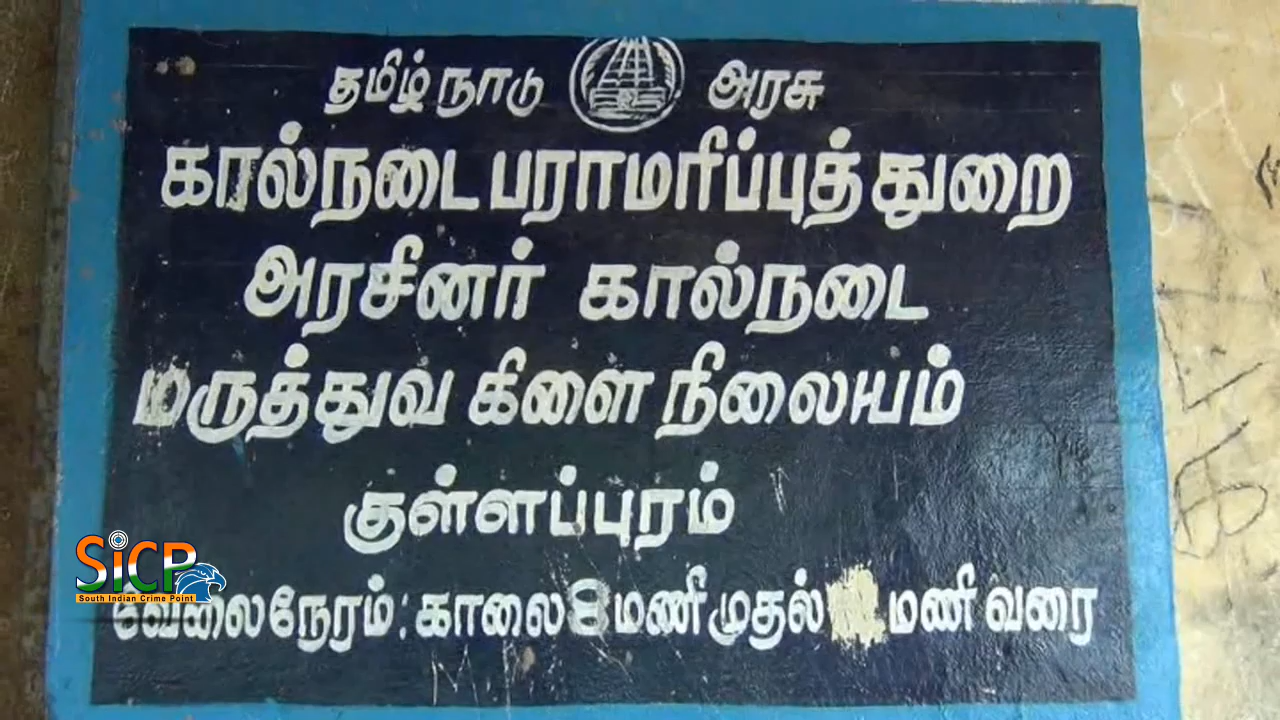 தமிழ் நாடு அரசு
கால்நடை பராமரிப்புத் துறை
அரசினர் கால்நடை
மருத்துவ கிளை நிலையம்
குள்ளப்புரம்
SiCP
South Indian Crime Point
வேலைநேரம் : காலை 8 மணி முதல் மணி வரை